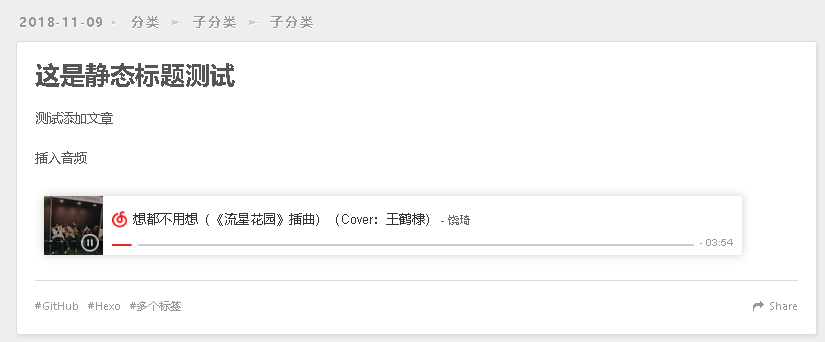 2018-11-09 • 分类 ► 子分类 ► 子分类
这是静态标题测试
测试添加文章
插入音频
想都不用想（《流星花园》插曲）（Cover：王鹤棣） - 饶琦
- 03:54
#GitHub #Hexo #多个标签
Share